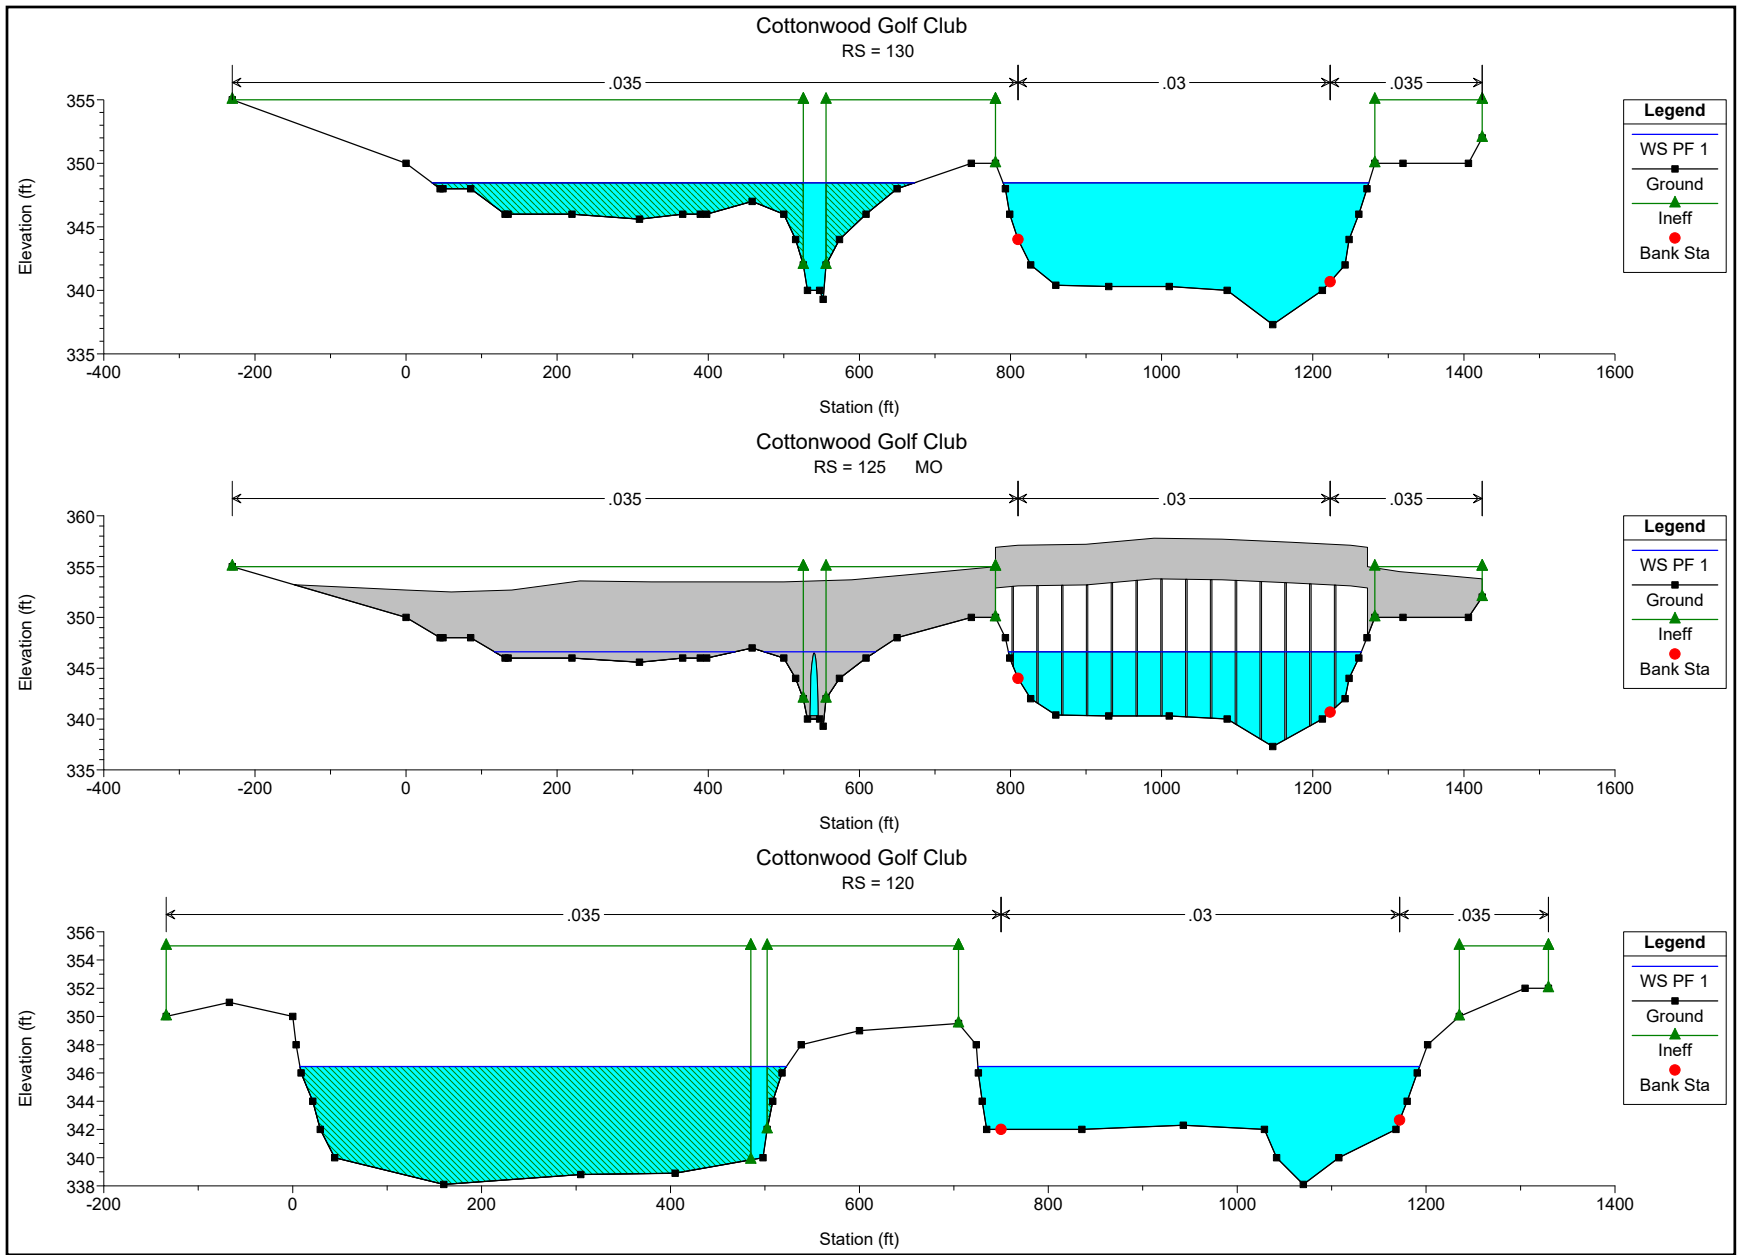 Cottonwood Golf Club
RS = 130
.035 .03 .035
355
350
345
340
335
Elevation (ft)
-400 -200 0 200 400 600 800 1000 1200 1400 1600
Station (ft)
Legend
WS PF 1
Ground
Ineff
Bank Sta
Cottonwood Golf Club
RS = 125 MO
.035 .03 .035
360
355
350
345
340
335
Elevation (ft)
-400 -200 0 200 400 600 800 1000 1200 1400 1600
Station (ft)
Legend
WS PF 1
Ground
Ineff
Bank Sta
Cottonwood Golf Club
RS = 120
.035 .03 .035
356
354
352
350
348
346
344
342
340
338
Elevation (ft)
-200 0 200 400 600 800 1000 1200 1400
Station (ft)
Legend
WS PF 1
Ground
Ineff
Bank Sta